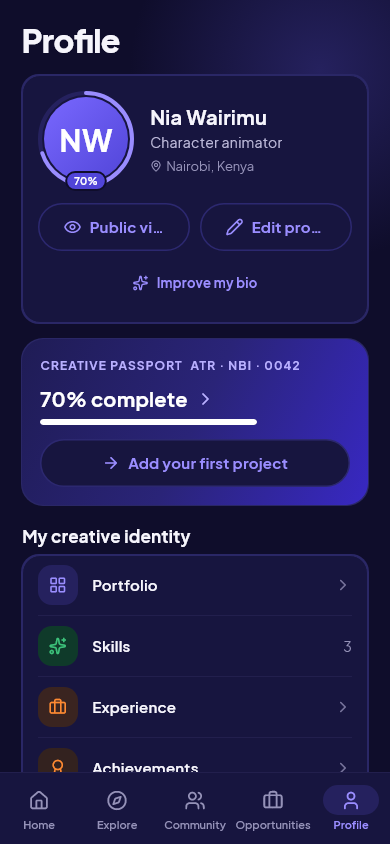 Profile
NW
70%
Nia Wairimu
Character animator
Nairobi, Kenya
Public vi…
Edit pro…
Improve my bio
CREATIVE PASSPORT ATR · NBI · 0042
70% complete
Add your first project
My creative identity
Portfolio
Skills 3
Experience
Achievements
Home Explore Community Opportunities Profile